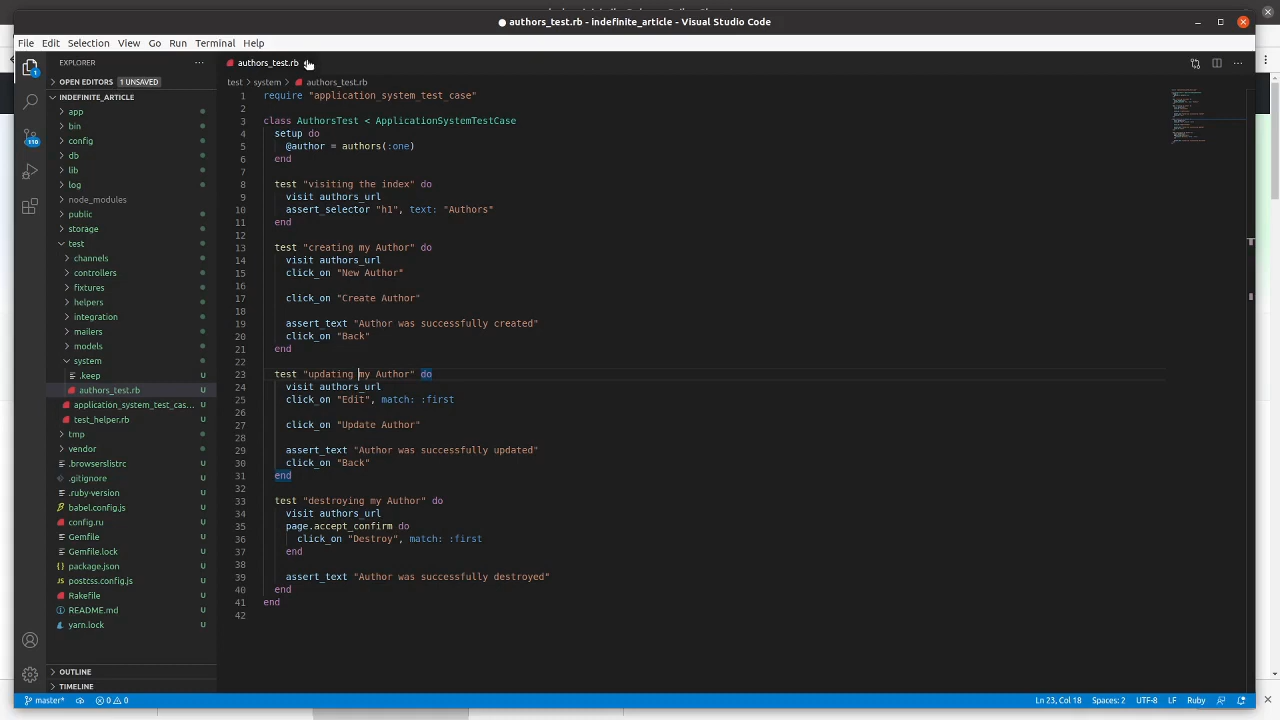 authors_test.rb - indefinite_article - Visual Studio Code
File Edit Selection View Go Run Terminal Help
EXPLORER
authors_test.rb
OPEN EDITORS 1 UNSAVED
test system authors_test.rb
INDEFINITE_ARTICLE
app
bin
config
db
lib
log
node_modules
public
storage
test
channels
controllers
fixtures
helpers
integration
mailers
models
system
.keep U
authors_test.rb U
application_system_test_cas... U
test_helper.rb U
tmp
vendor
.browserslistrc U
.gitignore U
.ruby-version U
babel.config.js U
config.ru U
Gemfile U
Gemfile.lock U
package.json U
postcss.config.js U
Rakefile U
README.md U
yarn.lock U
OUTLINE
TIMELINE
1
110
1 require "application_system_test_case"
2
3 class AuthorsTest < ApplicationSystemTestCase
4 setup do
5 @author = authors(:one)
6 end
7
8 test "visiting the index" do
9 visit authors_url
10 assert_selector "h1", text: "Authors"
11 end
12
13 test "creating my Author" do
14 visit authors_url
15 click_on "New Author"
16
17 click_on "Create Author"
18
19 assert_text "Author was successfully created"
20 click_on "Back"
21 end
22
23 test "updating my Author" do
24 visit authors_url
25 click_on "Edit", match: :first
26
27 click_on "Update Author"
28
29 assert_text "Author was successfully updated"
30 click_on "Back"
31 end
32
33 test "destroying my Author" do
34 visit authors_url
35 page.accept_confirm do
36 click_on "Destroy", match: :first
37 end
38
39 assert_text "Author was successfully destroyed"
40 end
41 end
42
master* 0 0 Ln 23, Col 18 Spaces: 2 UTF-8 LF Ruby